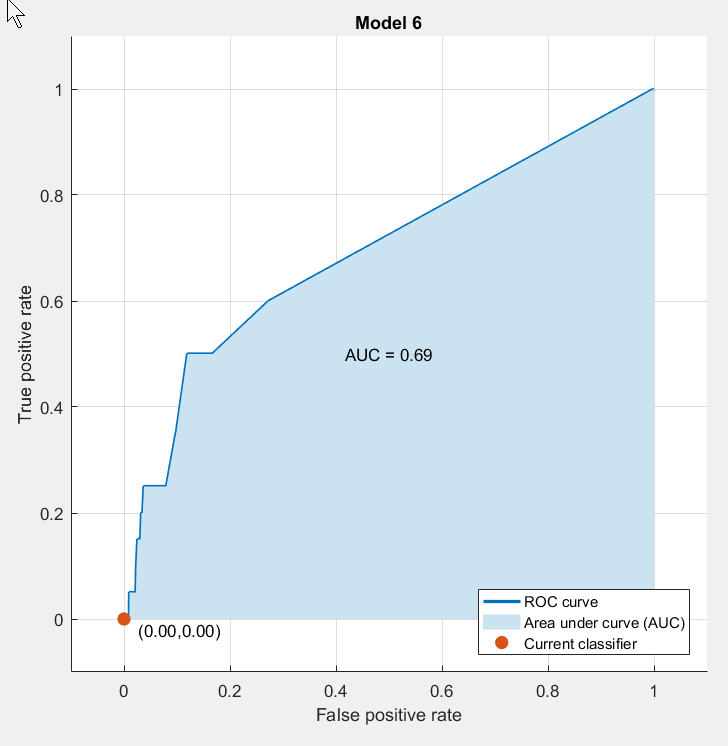 Model 6
1
0.8
0.6
0.4
0.2
0
True positive rate
AUC = 0.69
(0.00,0.00)
ROC curve
Area under curve (AUC)
Current classifier
0 0.2 0.4 0.6 0.8 1
False positive rate